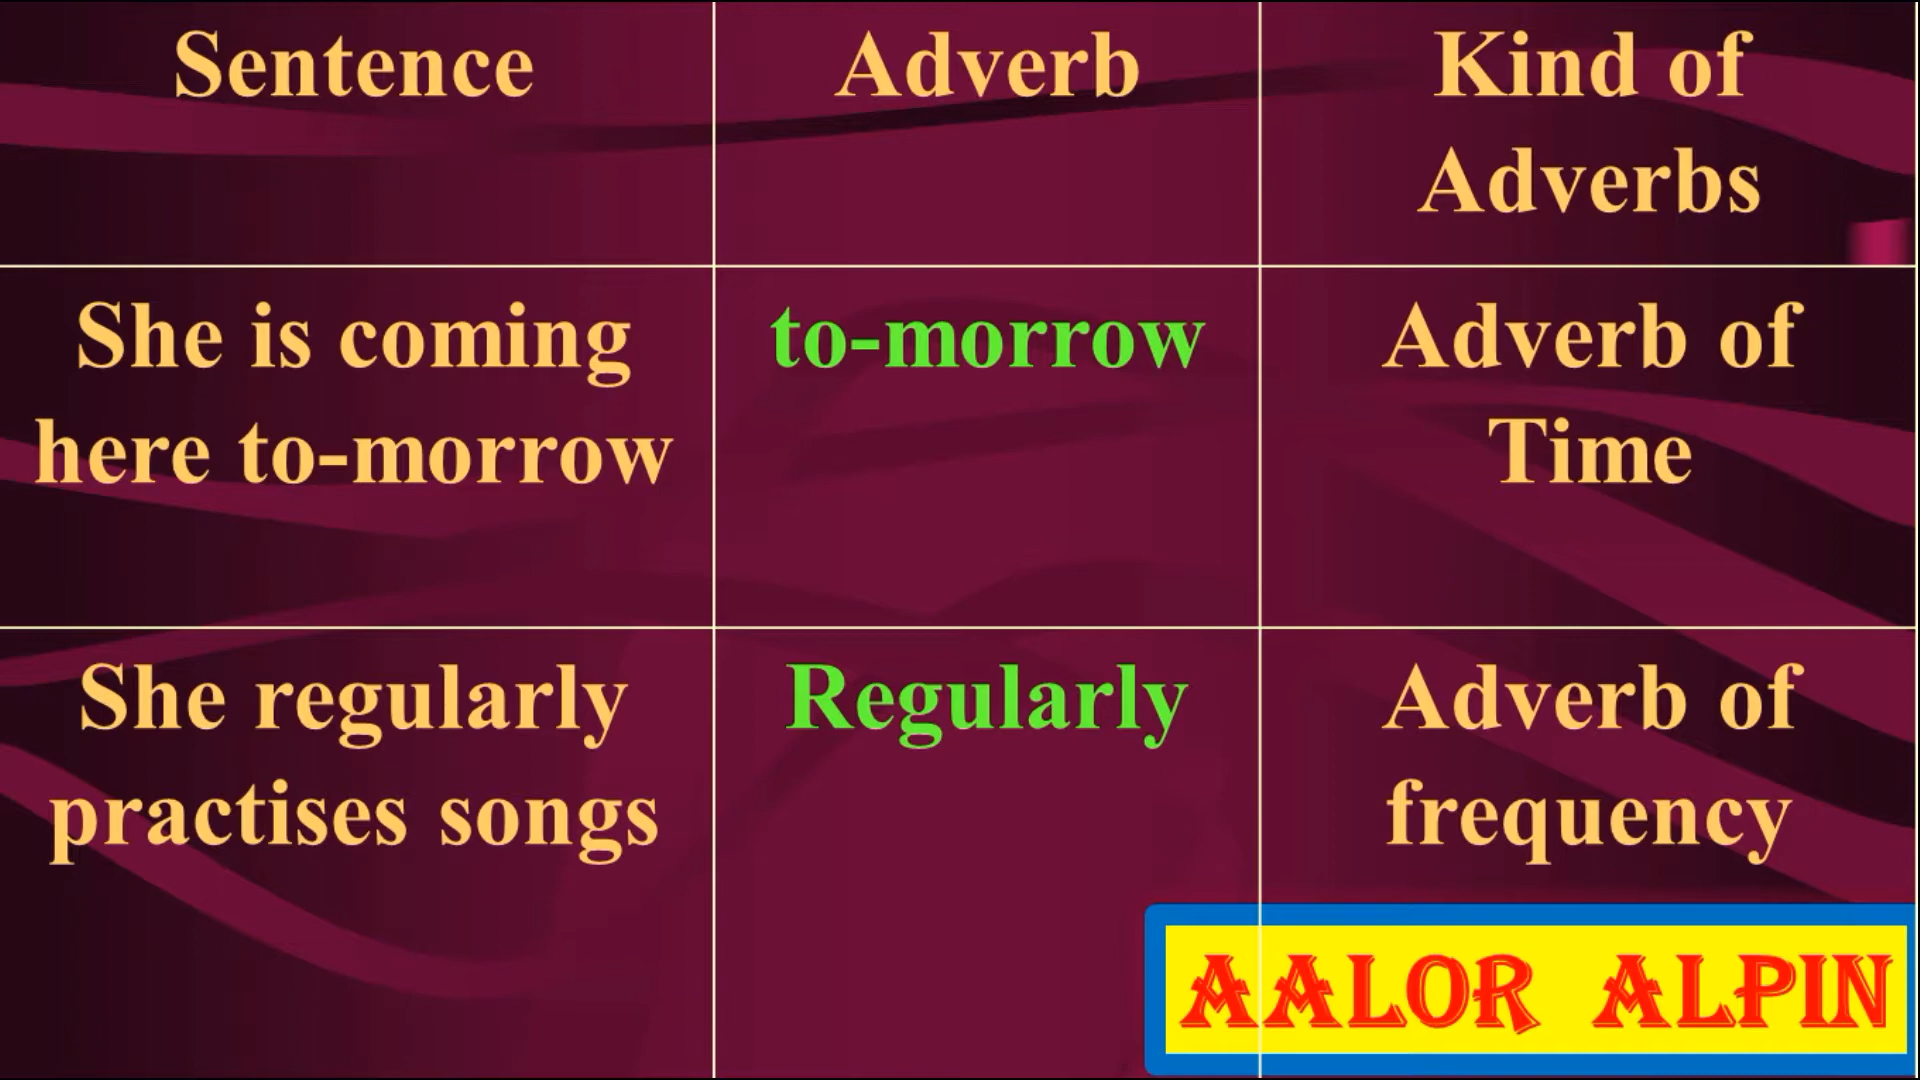 Sentence
Adverb
Kind of
Adverbs
She is coming
here to-morrow
to-morrow
Adverb of
Time
She regularly
practises songs
Regularly
Adverb of
frequency
AALOR ALPIN